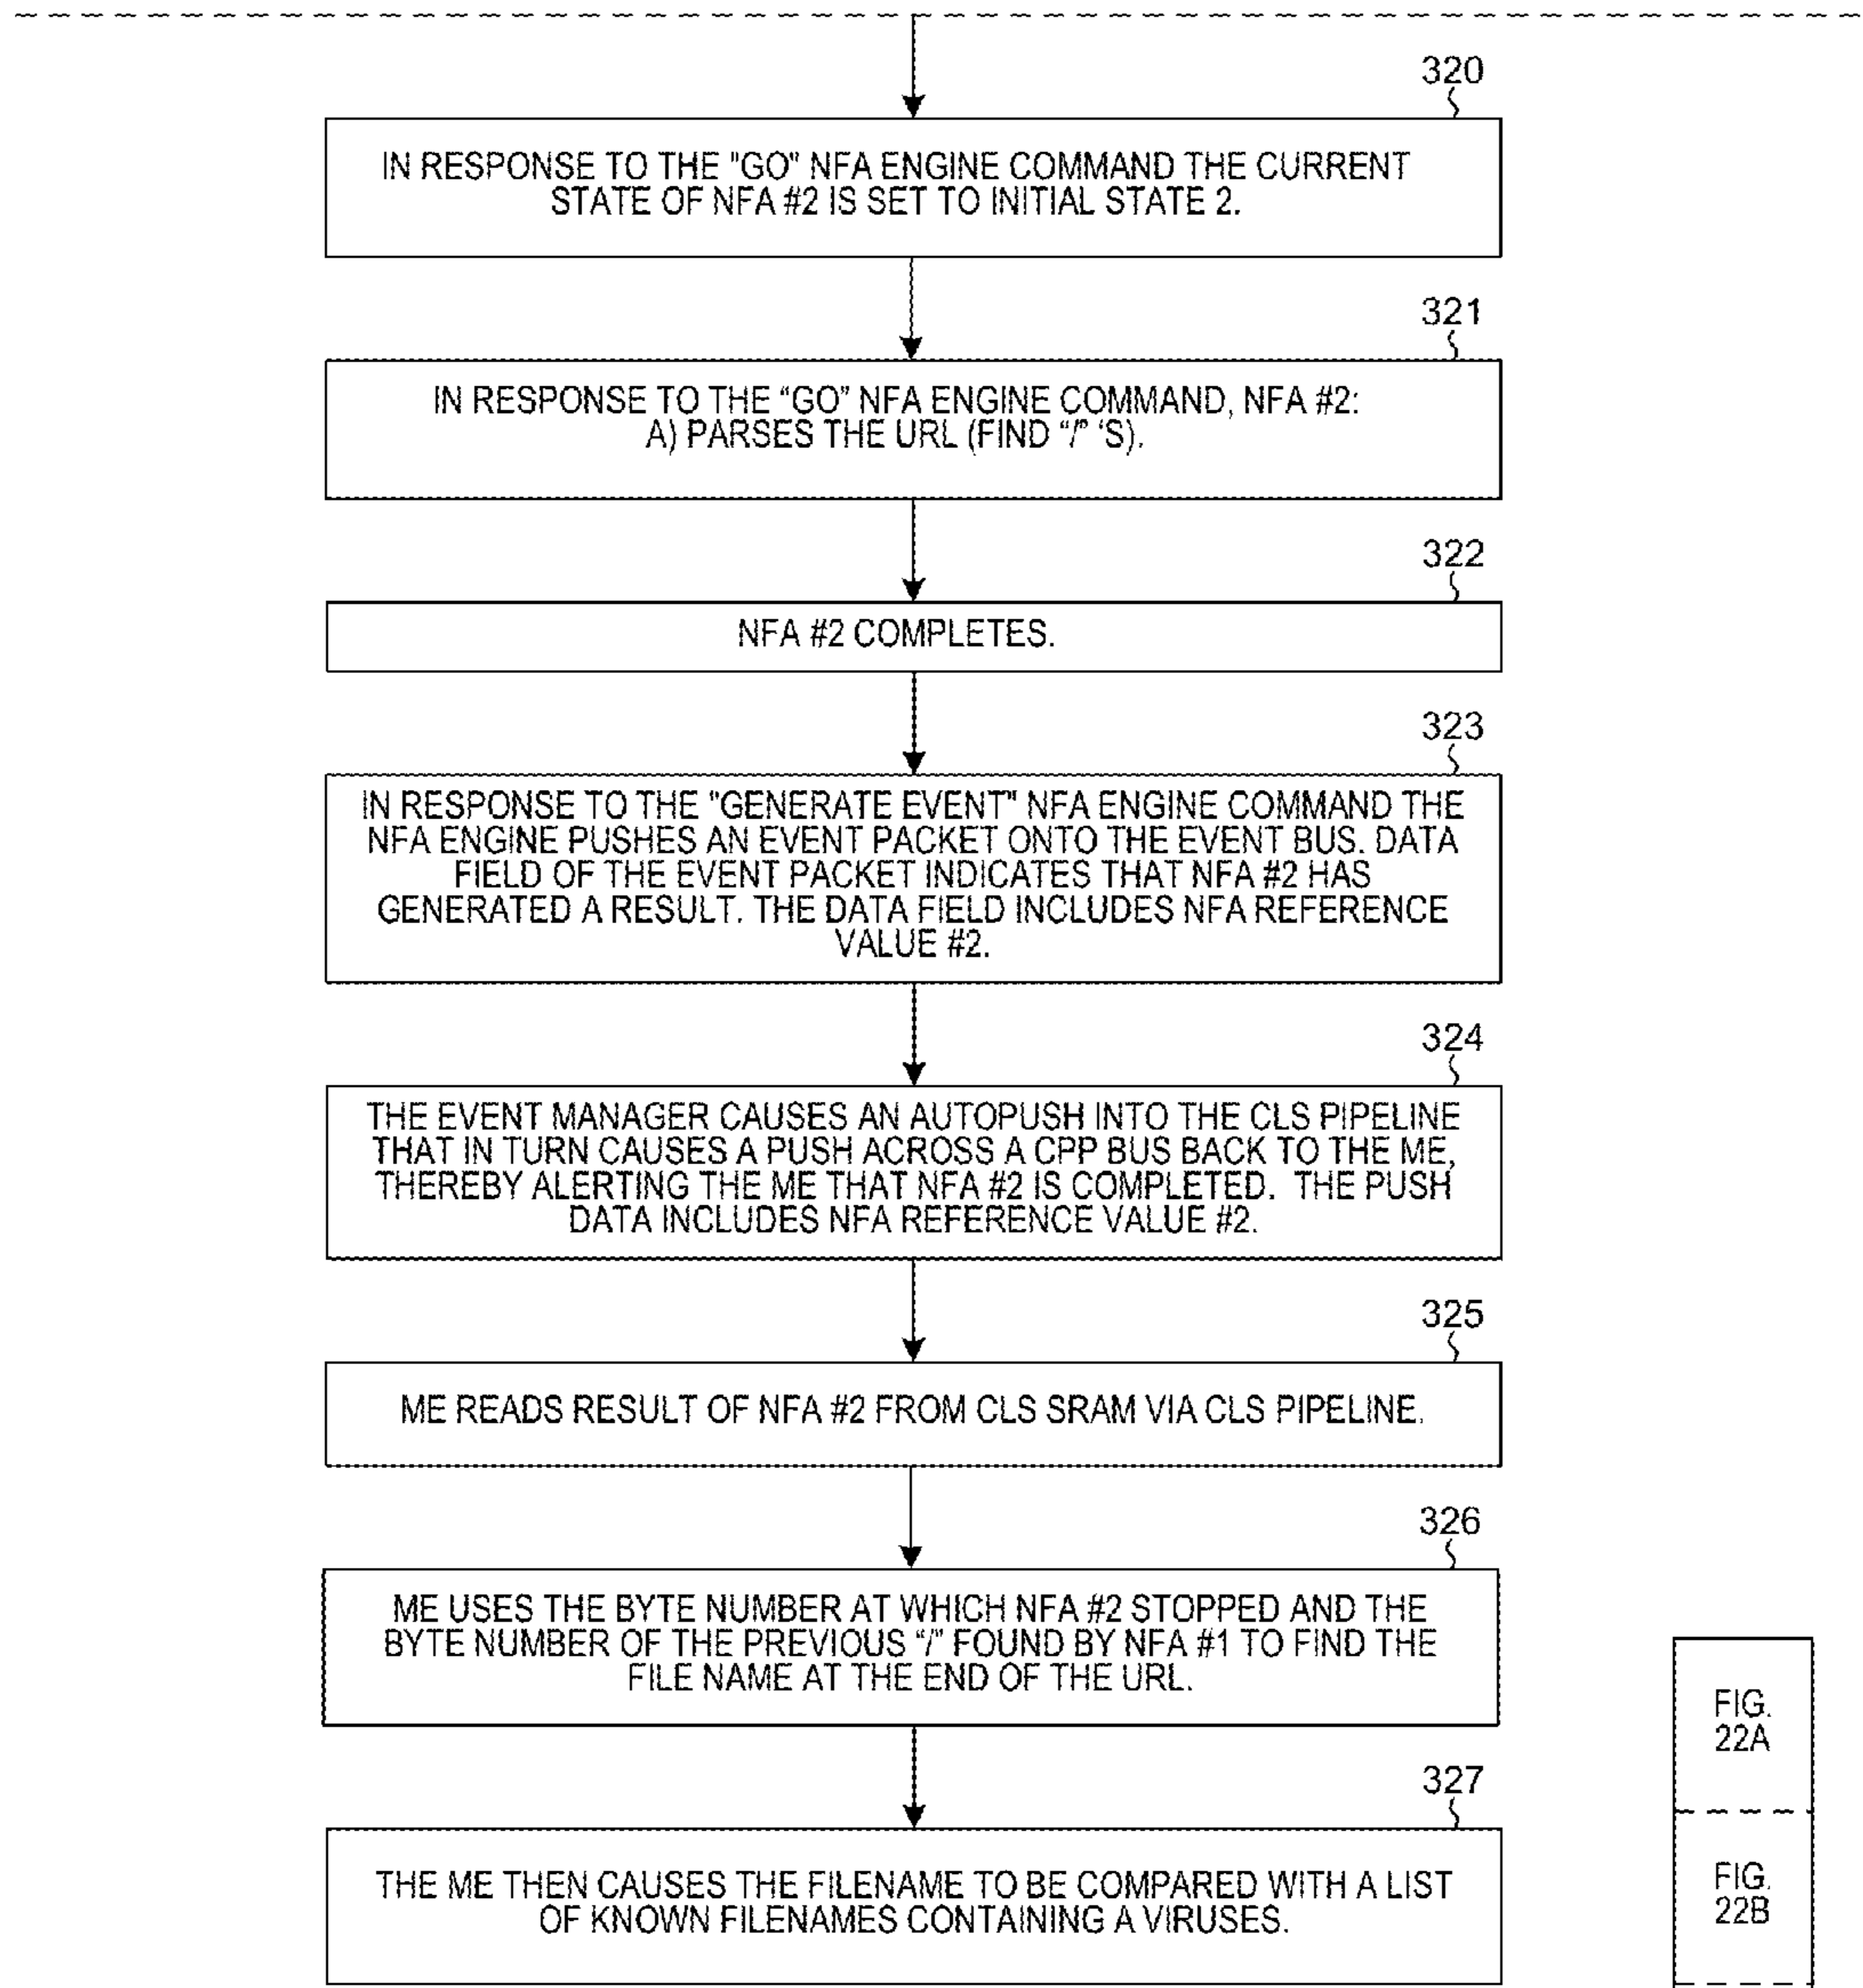 320
IN RESPONSE TO THE "GO" NFA ENGINE COMMAND THE CURRENT
STATE OF NFA #2 IS SET TO INITIAL STATE 2.
321
IN RESPONSE TO THE “GO” NFA ENGINE COMMAND, NFA #2:
A) PARSES THE URL (FIND “/” ‘S).
322
NFA #2 COMPLETES.
323
IN RESPONSE TO THE "GENERATE EVENT" NFA ENGINE COMMAND THE
NFA ENGINE PUSHES AN EVENT PACKET ONTO THE EVENT BUS. DATA
FIELD OF THE EVENT PACKET INDICATES THAT NFA #2 HAS
GENERATED A RESULT. THE DATA FIELD INCLUDES NFA REFERENCE
VALUE #2.
324
THE EVENT MANAGER CAUSES AN AUTOPUSH INTO THE CLS PIPELINE
THAT IN TURN CAUSES A PUSH ACROSS A CPP BUS BACK TO THE ME,
THEREBY ALERTING THE ME THAT NFA #2 IS COMPLETED. THE PUSH
DATA INCLUDES NFA REFERENCE VALUE #2.
325
ME READS RESULT OF NFA #2 FROM CLS SRAM VIA CLS PIPELINE.
326
ME USES THE BYTE NUMBER AT WHICH NFA #2 STOPPED AND THE
BYTE NUMBER OF THE PREVIOUS “/” FOUND BY NFA #1 TO FIND THE
FILE NAME AT THE END OF THE URL.
327
THE ME THEN CAUSES THE FILENAME TO BE COMPARED WITH A LIST
OF KNOWN FILENAMES CONTAINING A VIRUSES.
FIG.
22A
FIG.
22B